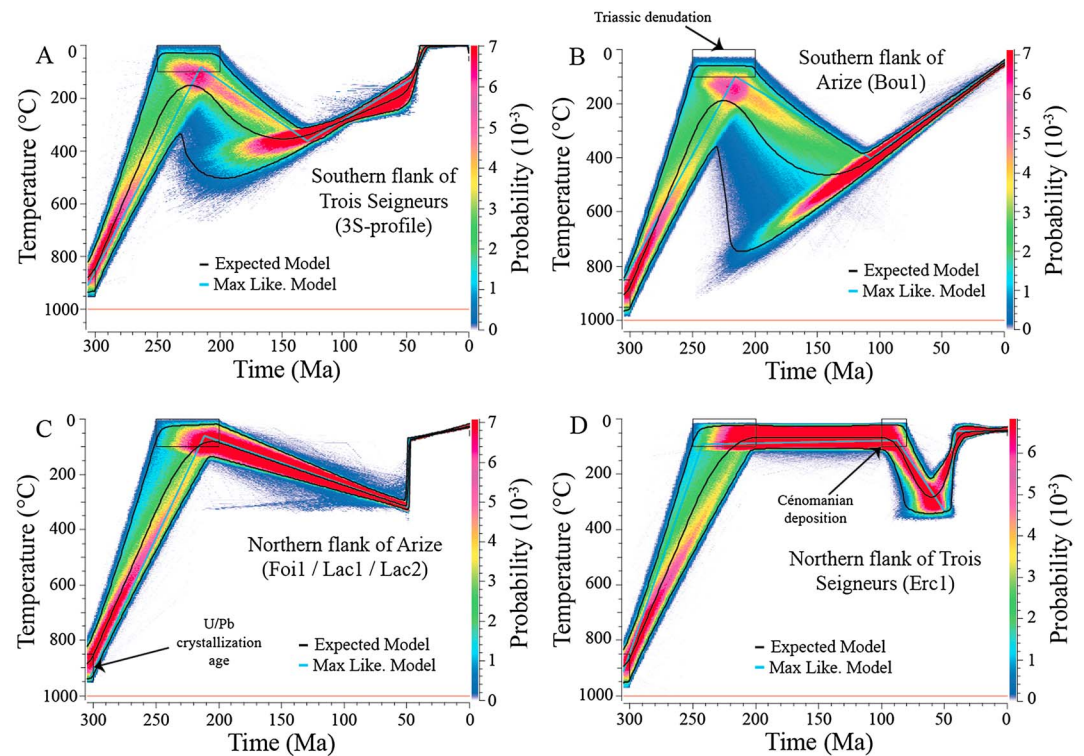 Triassic denudation
A
0
200
400
600
800
1000
Temperature (°C)
300
250
200
150
100
50
0
Time (Ma)
Southern flank of
Trois Seigneurs
(3S-profile)
Expected Model
Max Like. Model
7
6
5
4
3
2
1
0
Probability (10-3)
B
0
200
400
600
800
1000
Temperature (°C)
300
250
200
150
100
50
0
Time (Ma)
Southern flank of
Arize (Bou1)
Expected Model
Max Like. Model
7
6
5
4
3
2
1
0
Probability (10-3)
C
0
200
400
600
800
1000
Temperature (°C)
300
250
200
150
100
50
0
Time (Ma)
Northern flank of Arize
(Foi1 / Lac1 / Lac2)
U/Pb
crystallization
age
Expected Model
Max Like. Model
7
6
5
4
3
2
1
0
Probability (10-3)
D
0
200
400
600
800
1000
Temperature (°C)
300
250
200
150
100
50
0
Time (Ma)
Cénomanian
deposition
Northern flank of Trois
Seigneurs (Erc1)
Expected Model
Max Like. Model
6
5
4
3
2
1
0
Probability (10-3)